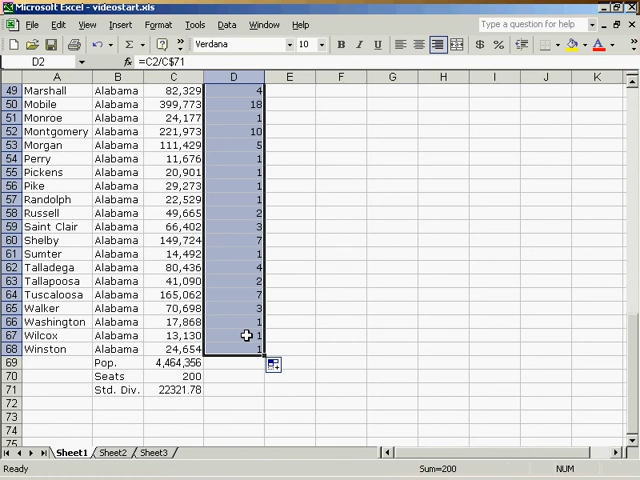 Microsoft Excel - videostart.xls
File Edit View Insert Format Tools Data Window Help Type a question for help
Verdana 10 B I U $ %
D2 fx =C2/C$71
A B C D E F G H I J K
49 Marshall Alabama 82,329 4
50 Mobile Alabama 399,773 18
51 Monroe Alabama 24,177 1
52 Montgomery Alabama 221,973 10
53 Morgan Alabama 111,429 5
54 Perry Alabama 11,676 1
55 Pickens Alabama 20,901 1
56 Pike Alabama 29,273 1
57 Randolph Alabama 22,529 1
58 Russell Alabama 49,665 2
59 Saint Clair Alabama 66,402 3
60 Shelby Alabama 149,724 7
61 Sumter Alabama 14,492 1
62 Talladega Alabama 80,436 4
63 Tallapoosa Alabama 41,090 2
64 Tuscaloosa Alabama 165,062 7
65 Walker Alabama 70,698 3
66 Washington Alabama 17,868 1
67 Wilcox Alabama 13,130 1
68 Winston Alabama 24,654 1
69 Pop. 4,464,356
70 Seats 200
71 Std. Div. 22321.78
72
73
74
75
Sheet1 Sheet2 Sheet3
Ready Sum=200 NUM